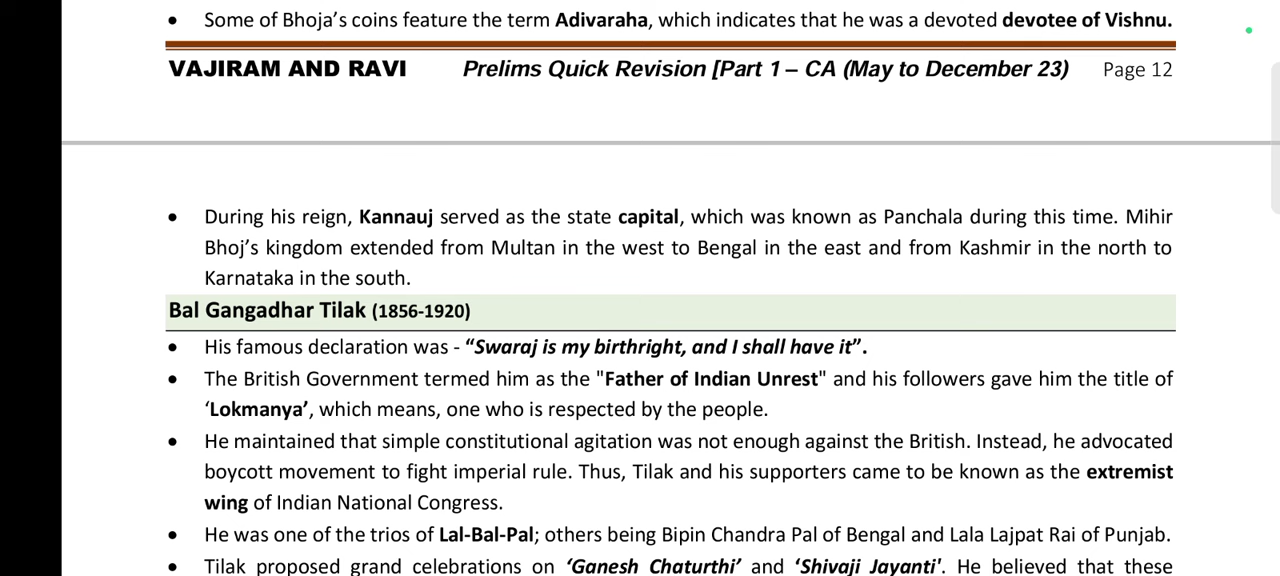 • Some of Bhoja’s coins feature the term Adivaraha, which indicates that he was a devoted devotee of Vishnu.
VAJIRAM AND RAVI Prelims Quick Revision [Part 1 – CA (May to December 23) Page 12
• During his reign, Kannauj served as the state capital, which was known as Panchala during this time. Mihir
Bhoj’s kingdom extended from Multan in the west to Bengal in the east and from Kashmir in the north to
Karnataka in the south.
Bal Gangadhar Tilak (1856-1920)
• His famous declaration was - “Swaraj is my birthright, and I shall have it”.
• The British Government termed him as the "Father of Indian Unrest" and his followers gave him the title of
‘Lokmanya’, which means, one who is respected by the people.
• He maintained that simple constitutional agitation was not enough against the British. Instead, he advocated
boycott movement to fight imperial rule. Thus, Tilak and his supporters came to be known as the extremist
wing of Indian National Congress.
• He was one of the trios of Lal-Bal-Pal; others being Bipin Chandra Pal of Bengal and Lala Lajpat Rai of Punjab.
• Tilak proposed grand celebrations on ‘Ganesh Chaturthi’ and ‘Shivaji Jayanti'. He believed that these